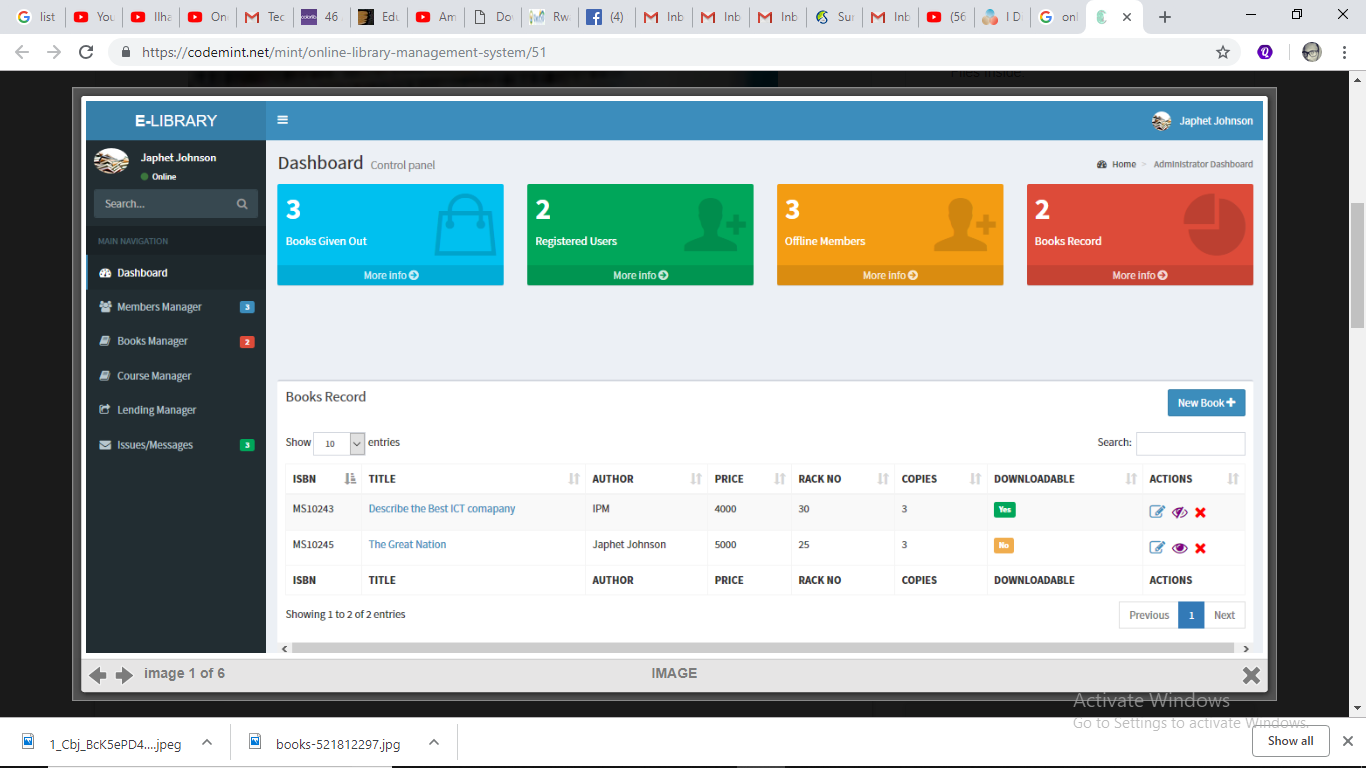 list
You
Ilha
On
Tec
46
Edu
Am
Do
Rw
(4)
Inb
Inb
Inb
Sur
Inb
(56
I D
onl
https://codemint.net/mint/online-library-management-system/51
Files Inside:
E-LIBRARY
Japhet Johnson
Japhet Johnson
Online
Dashboard Control panel
Home > Administrator Dashboard
Search...
MAIN NAVIGATION
Dashboard
Members Manager 3
Books Manager 2
Course Manager
Lending Manager
Issues/Messages 3
3
Books Given Out
More info
2
Registered Users
More info
3
Offline Members
More info
2
Books Record
More info
Books Record
New Book
Show 10 entries
Search:
ISBN TITLE AUTHOR PRICE RACK NO COPIES DOWNLOADABLE ACTIONS
MS10243 Describe the Best ICT comapany IPM 4000 30 3 Yes
MS10245 The Great Nation Japhet Johnson 5000 25 3 No
ISBN TITLE AUTHOR PRICE RACK NO COPIES DOWNLOADABLE ACTIONS
Showing 1 to 2 of 2 entries
Previous 1 Next
image 1 of 6
IMAGE
Activate Windows
Go to Settings to activate Windows.
1_Cbj_BcK5ePD4....jpeg
books-521812297.jpg
Show all